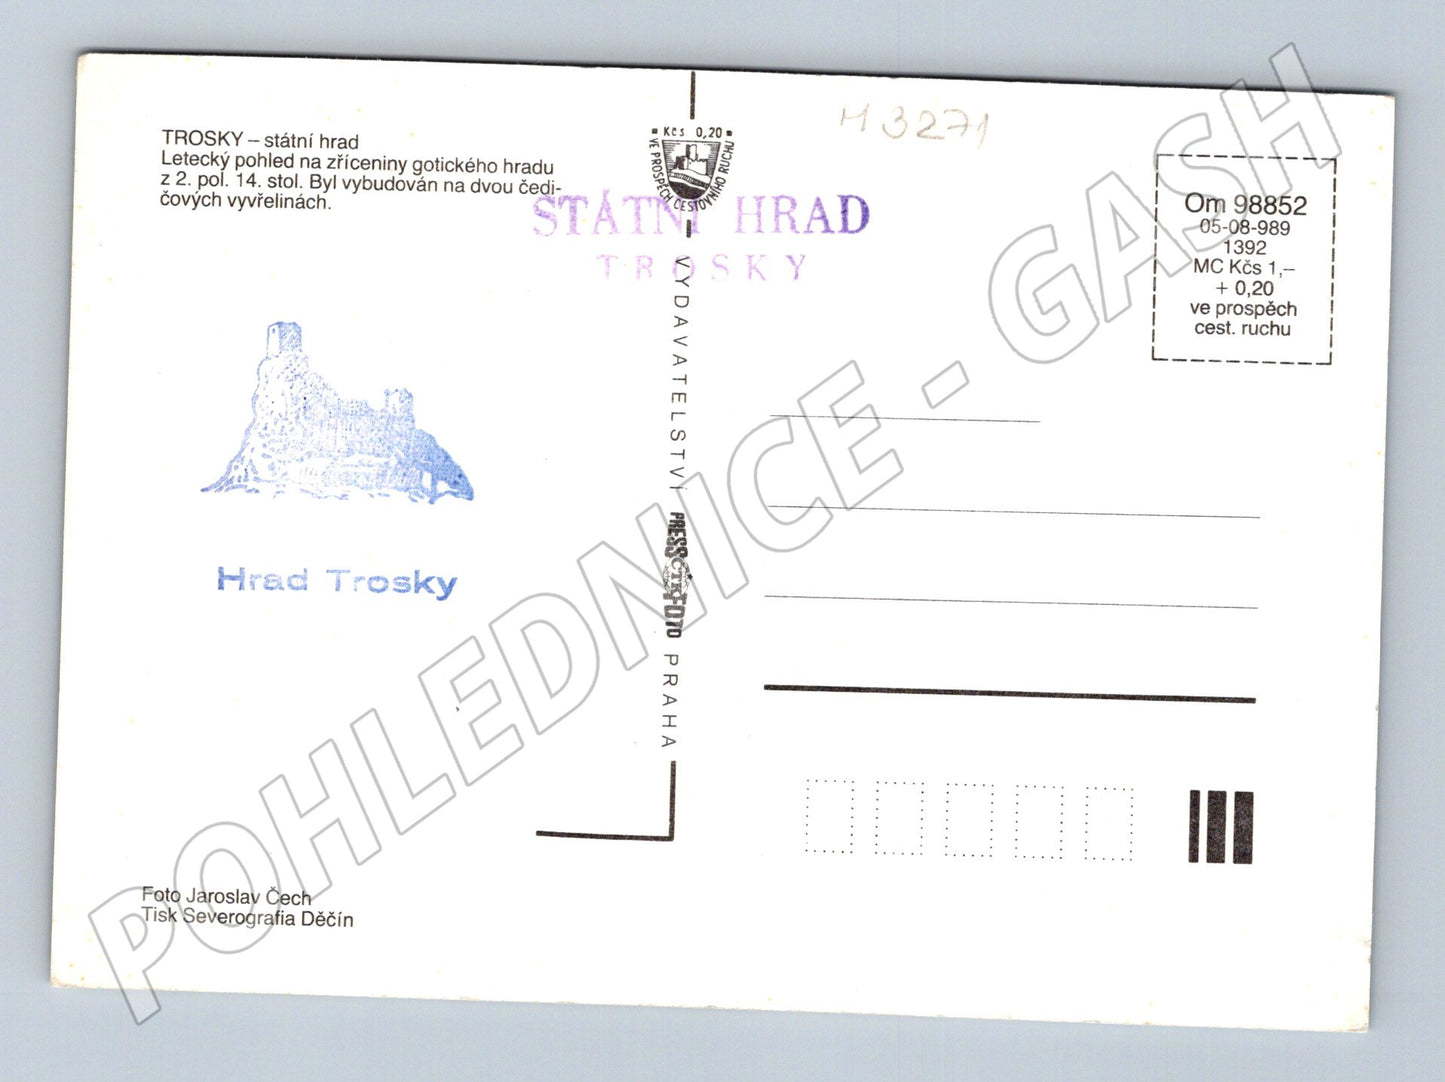 TROSKY – státní hrad
Letecký pohled na zříceniny gotického hradu
z 2. pol. 14. stol. Byl vybudován na dvou čedi-
čových vyvřelinách.
Kčs 0,20
VE PROSPĚCH CESTOVNÍHO RUCHU
M 3271
STÁTNÍ HRAD
TROSKY
Om 98852
05-08-989
1392
MC Kčs 1,–
+ 0,20
ve prospěch
cest. ruchu
Hrad Trosky
VYDAVATELSTVÍ PRESSFOTO PRAHA
ČTK
Foto Jaroslav Čech
Tisk Severografia Děčín
POHLEDNICE - GASH